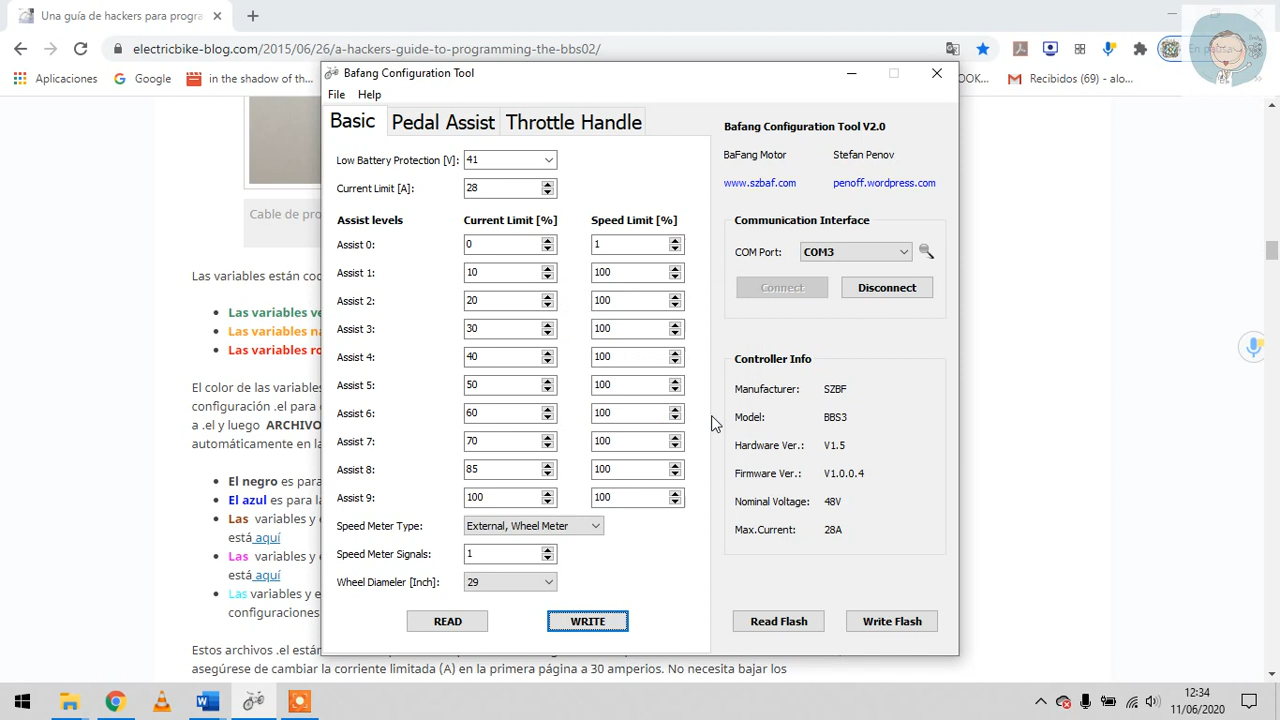 Una guía de hackers para progra
electricbike-blog.com/2015/06/26/a-hackers-guide-to-programming-the-bbs02/
En pausa
Aplicaciones
Google
in the shadow of th...
OOK...
Recibidos (69) - alo...
Bafang Configuration Tool
File Help
Basic
Pedal Assist
Throttle Handle
Low Battery Protection [V]: 41
Current Limit [A]: 28
Assist levels Current Limit [%] Speed Limit [%]
Assist 0: 0 1
Assist 1: 10 100
Assist 2: 20 100
Assist 3: 30 100
Assist 4: 40 100
Assist 5: 50 100
Assist 6: 60 100
Assist 7: 70 100
Assist 8: 85 100
Assist 9: 100 100
Speed Meter Type: External, Wheel Meter
Speed Meter Signals: 1
Wheel Diameler [Inch]: 29
READ WRITE
Bafang Configuration Tool V2.0
BaFang Motor Stefan Penov
www.szbaf.com penoff.wordpress.com
Communication Interface
COM Port: COM3
Connect Disconnect
Controller Info
Manufacturer: SZBF
Model: BBS3
Hardware Ver.: V1.5
Firmware Ver.: V1.0.0.4
Nominal Voltage: 48V
Max.Current: 28A
Read Flash Write Flash
Cable de pro
Las variables están coc
Las variables ve
Las variables na
Las variables ro
El color de las variables
configuración .el para
a .el y luego ARCHIVO
automáticamente en la
El negro es para
El azul es para la
Las variables y e
está aquí
Las variables y e
está aquí
Las variables y e
configuraciones
Estos archivos .el están
asegúrese de cambiar la corriente limitada (A) en la primera página a 30 amperios. No necesita bajar los
12:34
11/06/2020